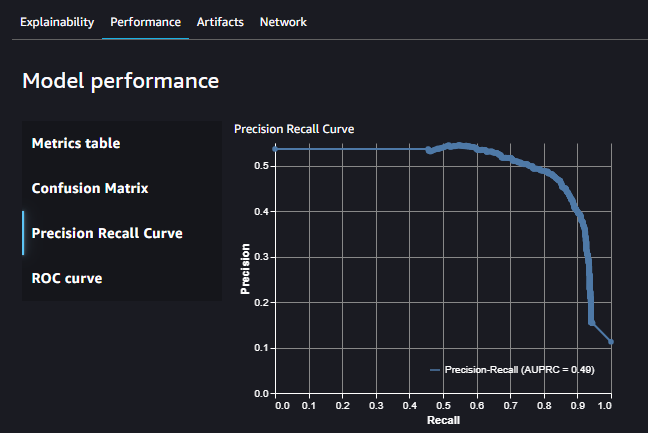 Explainability Performance Artifacts Network
Model performance
Metrics table
Confusion Matrix
Precision Recall Curve
ROC curve
Precision Recall Curve
Precision
0.5
0.4
0.3
0.2
0.1
0.0
0.0 0.1 0.2 0.3 0.4 0.5 0.6 0.7 0.8 0.9 1.0
Recall
Precision-Recall (AUPRC = 0.49)